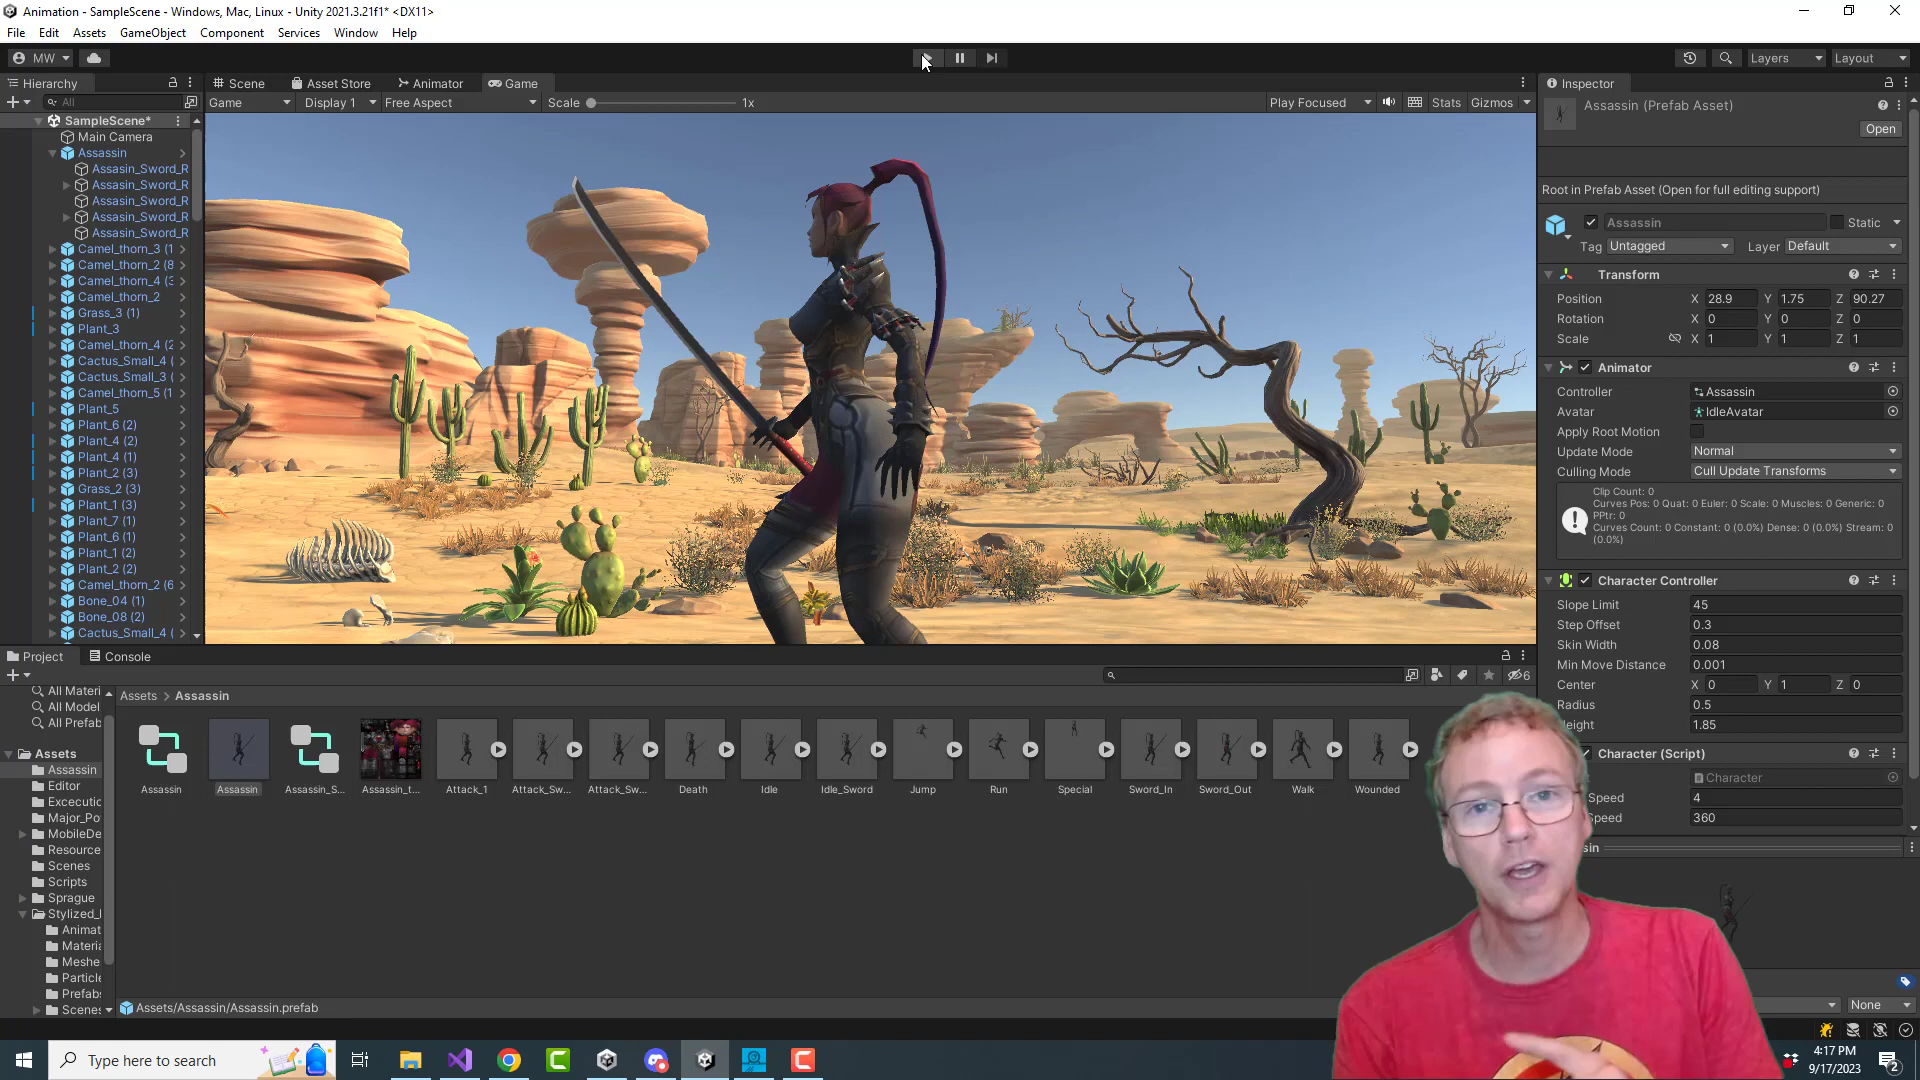 Animation - SampleScene - Windows, Mac, Linux - Unity 2021.3.21f1* <DX11>
File Edit Assets GameObject Component Services Window Help
MW Layers Layout
Hierarchy Scene Asset Store Animator Game Inspector
All Game Display 1 Free Aspect Scale 1x Play Focused Stats Gizmos
SampleScene*
Main Camera
Assassin
Assasin_Sword_R
Assasin_Sword_R
Assasin_Sword_R
Assasin_Sword_R
Assasin_Sword_R
Camel_thorn_3 (1
Camel_thorn_2 (8
Camel_thorn_4 (3
Camel_thorn_2
Grass_3 (1)
Plant_3
Camel_thorn_4 (2
Cactus_Small_4 (
Cactus_Small_3 (
Camel_thorn_5 (1
Plant_5
Plant_6 (2)
Plant_4 (2)
Plant_4 (1)
Plant_2 (3)
Grass_2 (3)
Plant_1 (3)
Plant_7 (1)
Plant_6 (1)
Plant_1 (2)
Plant_2 (2)
Camel_thorn_2 (6
Bone_04 (1)
Bone_08 (2)
Cactus_Small_4 (
Assassin (Prefab Asset)
Open
Root in Prefab Asset (Open for full editing support)
Assassin Static
Tag Untagged Layer Default
Transform
Position X 28.9 Y 1.75 Z 90.27
Rotation X 0 Y 0 Z 0
Scale X 1 Y 1 Z 1
Animator
Controller Assassin
Avatar IdleAvatar
Apply Root Motion
Update Mode Normal
Culling Mode Cull Update Transforms
Clip Count: 0
Curves Pos: 0 Quat: 0 Euler: 0 Scale: 0 Muscles: 0 Generic: 0
PPtr: 0
Curves Count: 0 Constant: 0 (0.0%) Dense: 0 (0.0%) Stream: 0
(0.0%)
Character Controller
Slope Limit 45
Step Offset 0.3
Skin Width 0.08
Min Move Distance 0.001
Center X 0 Y 1 Z 0
Radius 0.5
Height 1.85
Character (Script)
Character
Speed 4
Speed 360
sin
None
Project Console
6
All Materi
All Model
All Prefab
Assets
Assassin
Editor
Excecutic
Major_Po
MobileDe
Resource
Scenes
Scripts
Sprague
Stylized_
Animat
Materia
Meshe
Particle
Prefab
Scenes
Assets > Assassin
Assassin Assassin Assassin_S... Assassin_t... Attack_1 Attack_Sw... Attack_Sw... Death Idle Idle_Sword Jump Run Special Sword_In Sword_Out Walk Wounded
Assets/Assassin/Assassin.prefab
Type here to search
4:17 PM
9/17/2023
2